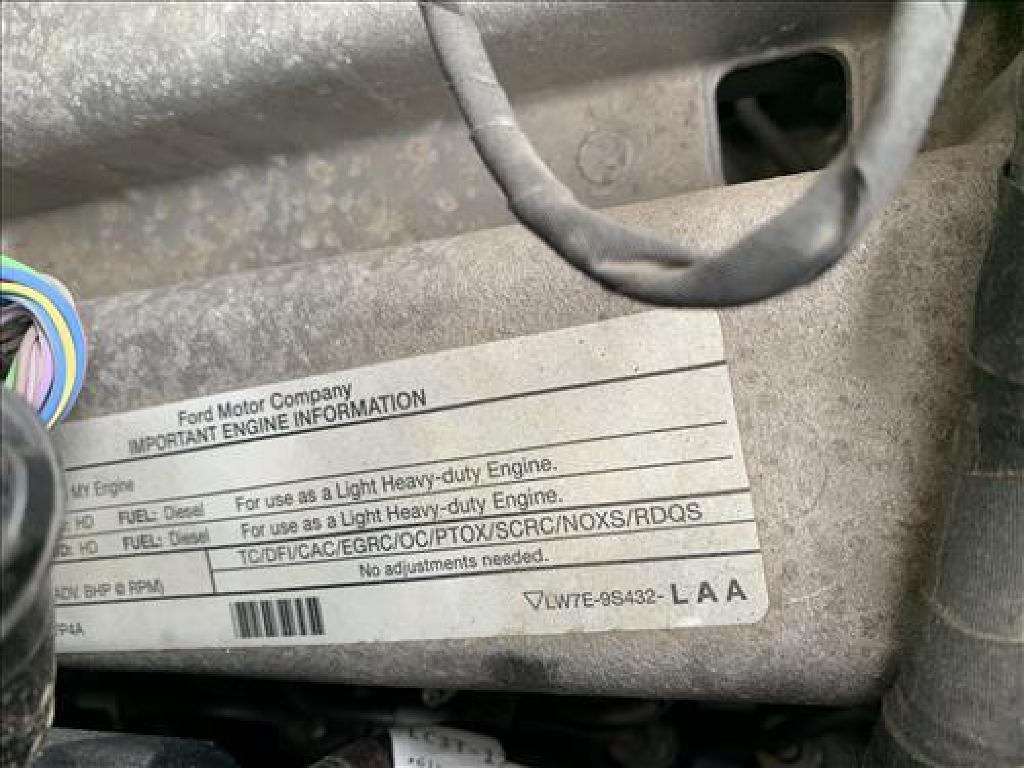 Ford Motor Company
IMPORTANT ENGINE INFORMATION
MY Engine
HD FUEL: Diesel For use as a Light Heavy-duty Engine.
HD FUEL: Diesel For use as a Light Heavy-duty Engine.
TC/DFI/CAC/EGRC/OC/PTOX/SCRC/NOXS/RDQS
ADV. BHP @ RPM) No adjustments needed.
LW7E-9S432- LAA